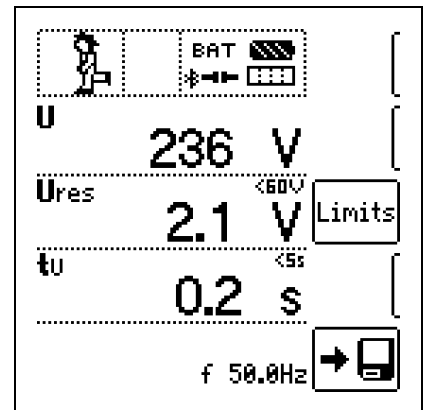 BAT
U
236 V
Ures <60V
2.1 V
Limits
tU <5s
0.2 s
f 50.0Hz